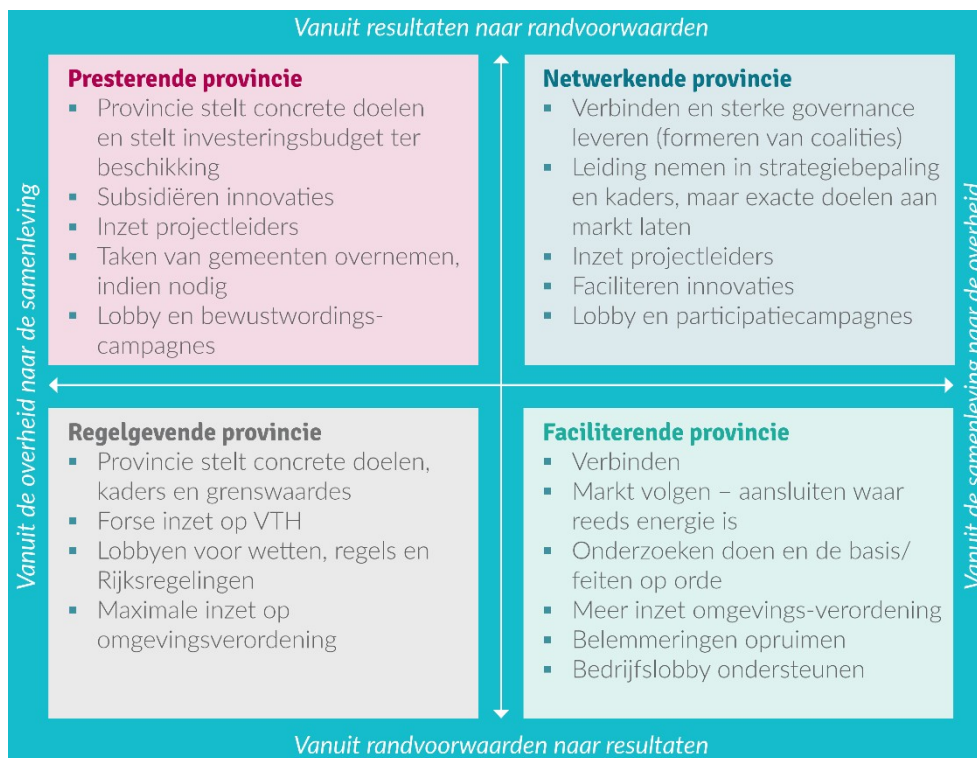 Vanuit resultaten naar randvoorwaarden
Vanuit de overheid naar de samenleving
Presterende provincie
▪ Provincie stelt concrete doelen
en stelt investeringsbudget ter
beschikking
▪ Subsidiëren innovaties
▪ Inzet projectleiders
▪ Taken van gemeenten overnemen,
indien nodig
▪ Lobby en bewustwordings-
campagnes
Netwerkende provincie
▪ Verbinden en sterke governance
leveren (formeren van coalities)
▪ Leiding nemen in strategiebepaling
en kaders, maar exacte doelen aan
markt laten
▪ Inzet projectleiders
▪ Faciliteren innovaties
▪ Lobby en participatiecampagnes
Regelgevende provincie
▪ Provincie stelt concrete doelen,
kaders en grenswaardes
▪ Forse inzet op VTH
▪ Lobbyen voor wetten, regels en
Rijksregelingen
▪ Maximale inzet op
omgevingsverordening
Faciliterende provincie
▪ Verbinden
▪ Markt volgen – aansluiten waar
reeds energie is
▪ Onderzoeken doen en de basis/
feiten op orde
▪ Meer inzet omgevings-verordening
▪ Belemmeringen opruimen
▪ Bedrijfslobby ondersteunen
Vanuit de samenleving naar de overheid
Vanuit randvoorwaarden naar resultaten